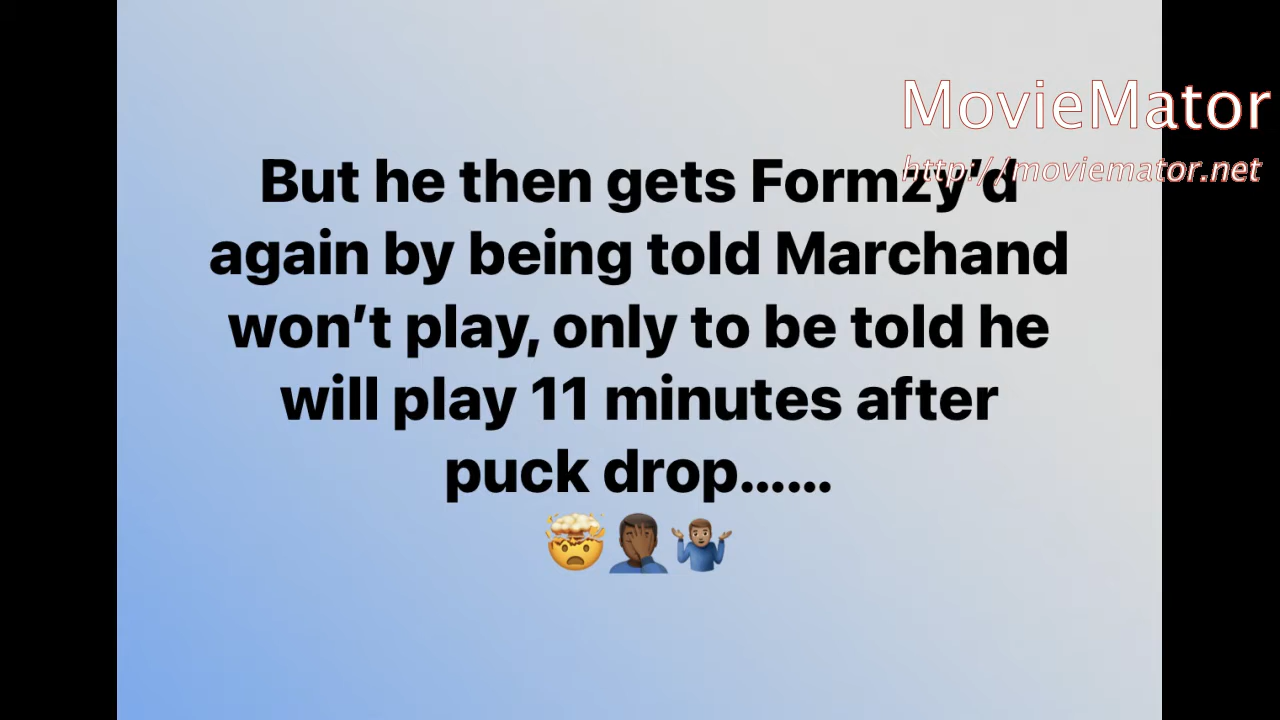 MovieMator
http://moviemator.net
But he then gets Formzy’d
again by being told Marchand
won’t play, only to be told he
will play 11 minutes after
puck drop......
🤯🤦🏾‍♂️🤷🏽‍♂️